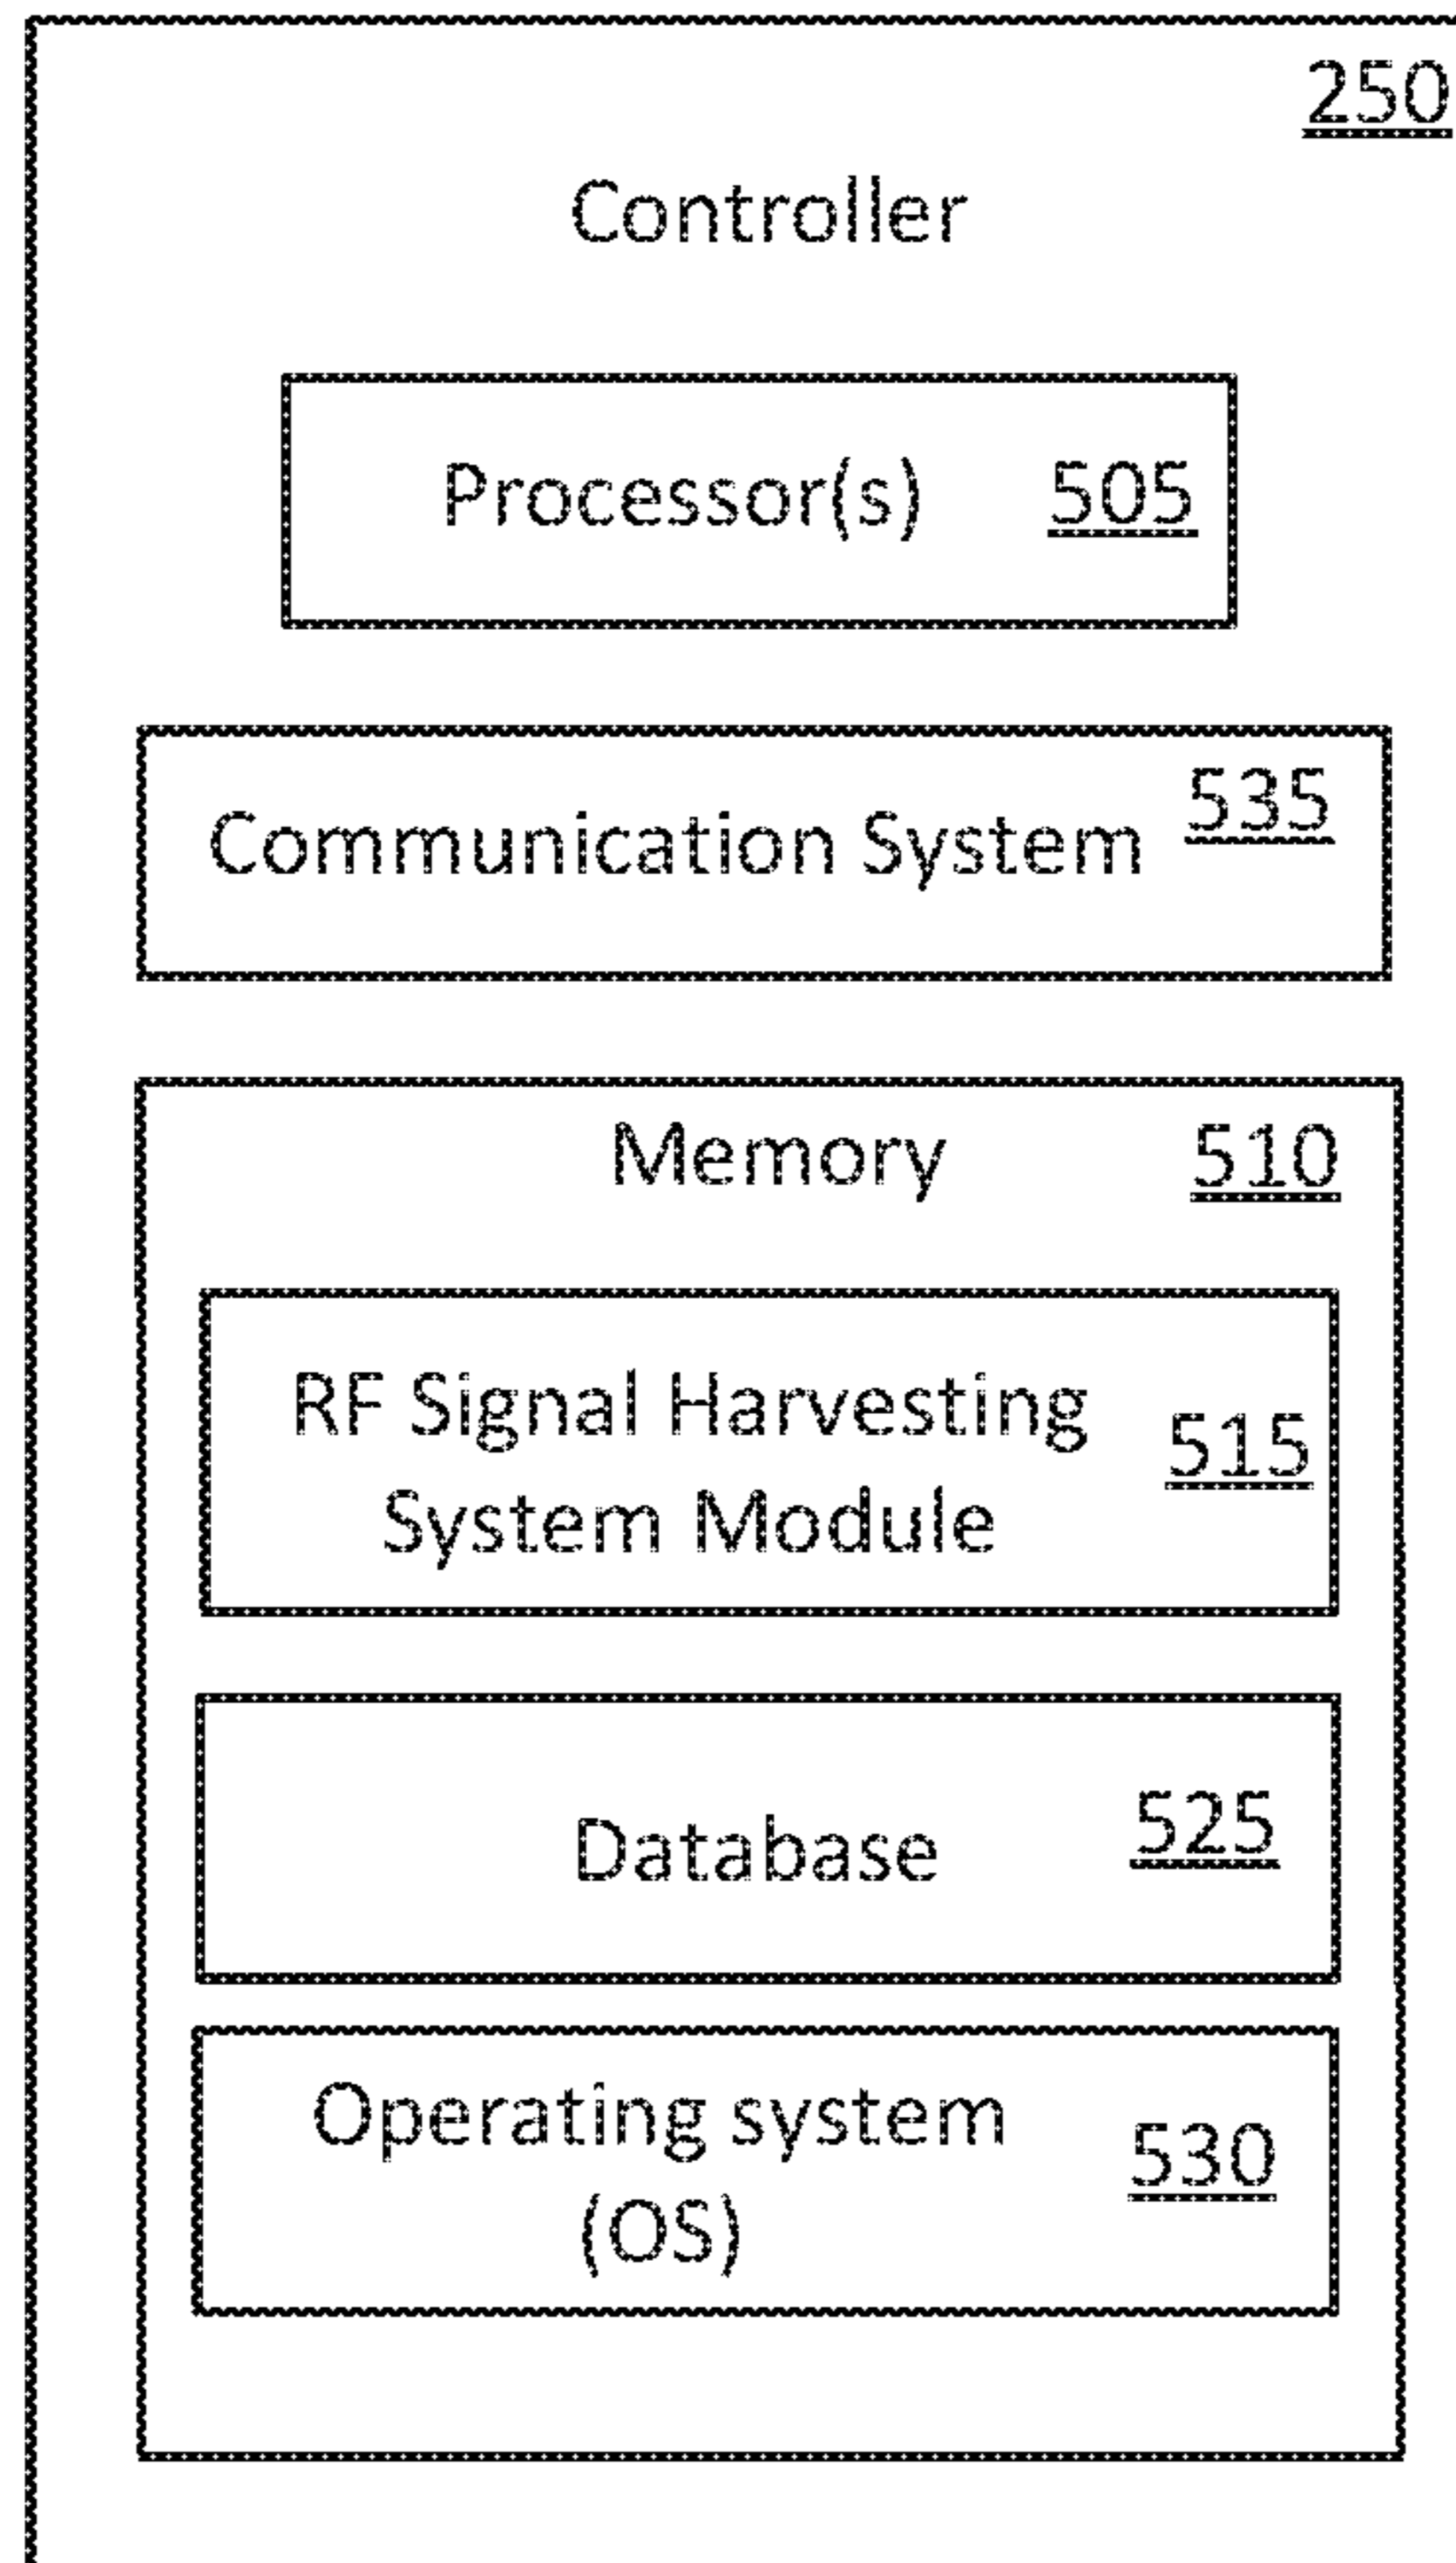 250
Controller
Processor(s) 505
Communication System 535
Memory 510
RF Signal Harvesting
System Module 515
Database 525
Operating system
(OS) 530